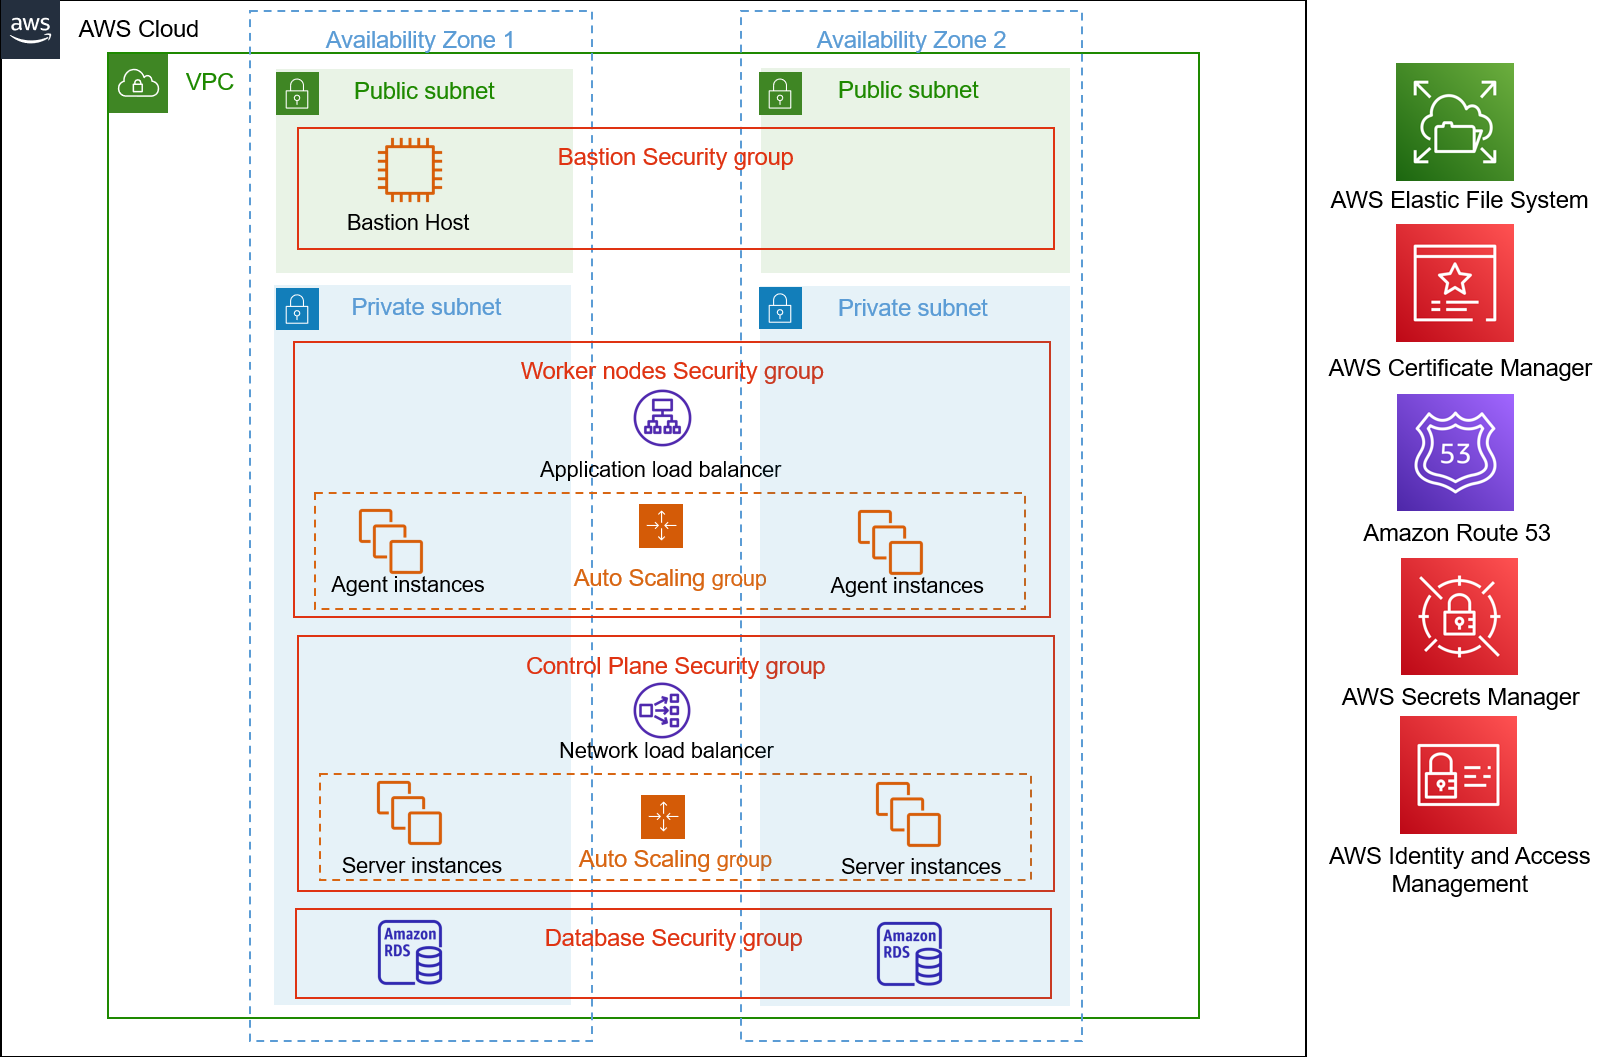 aws
AWS Cloud
Availability Zone 1
Availability Zone 2
VPC
Public subnet
Public subnet
Bastion Security group
Bastion Host
Private subnet
Private subnet
Worker nodes Security group
Application load balancer
Agent instances
Auto Scaling group
Agent instances
Control Plane Security group
Network load balancer
Server instances
Auto Scaling group
Server instances
Amazon
RDS
Database Security group
Amazon
RDS
AWS Elastic File System
AWS Certificate Manager
53
Amazon Route 53
AWS Secrets Manager
AWS Identity and Access
Management